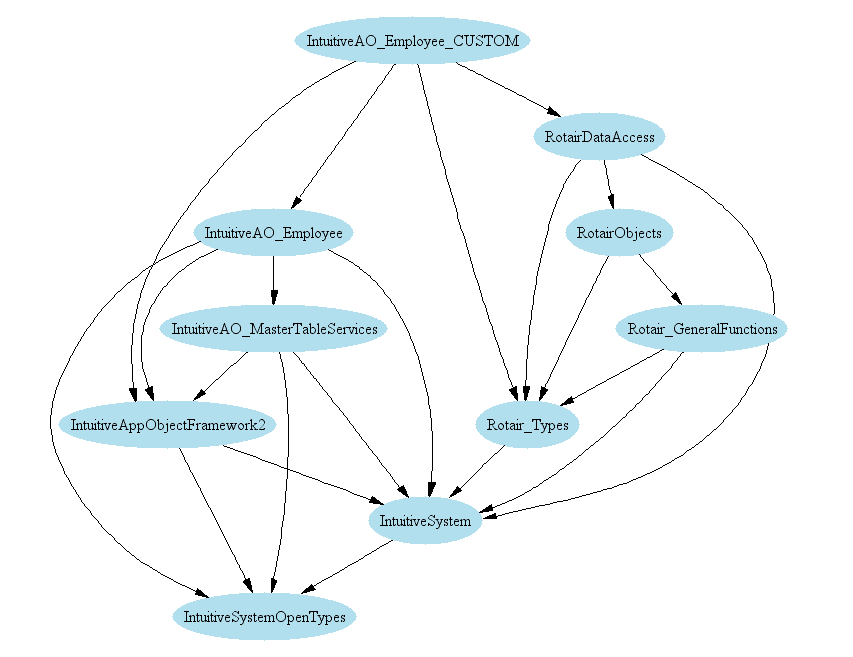 IntuitiveAO_Employee_CUSTOM
RotairDataAccess
IntuitiveAO_Employee
RotairObjects
IntuitiveAO_MasterTableServices
Rotair_GeneralFunctions
IntuitiveAppObjectFramework2
Rotair_Types
IntuitiveSystem
IntuitiveSystemOpenTypes